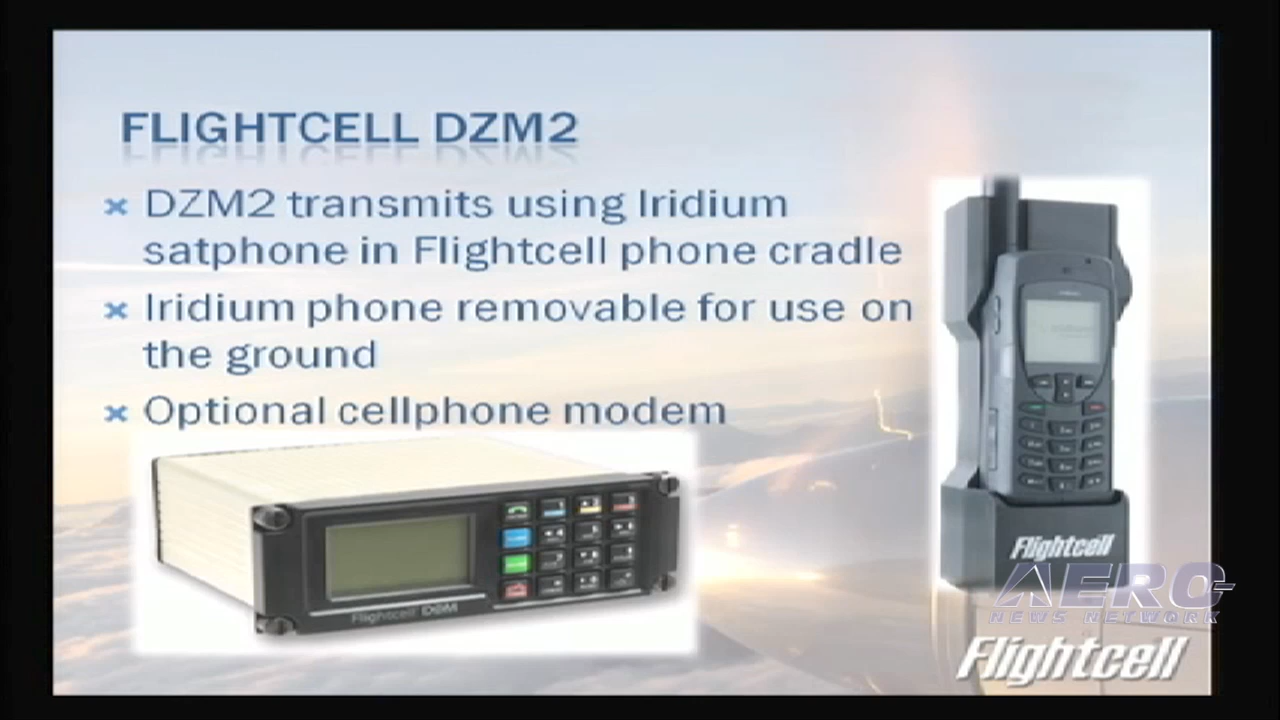 FLIGHTCELL DZM2
DZM2 transmits using Iridium
satphone in Flightcell phone cradle
Iridium phone removable for use on
the ground
Optional cellphone modem
Flightcell DZM
Flightcell
AERO
NEWS NETWORK
Flightcell